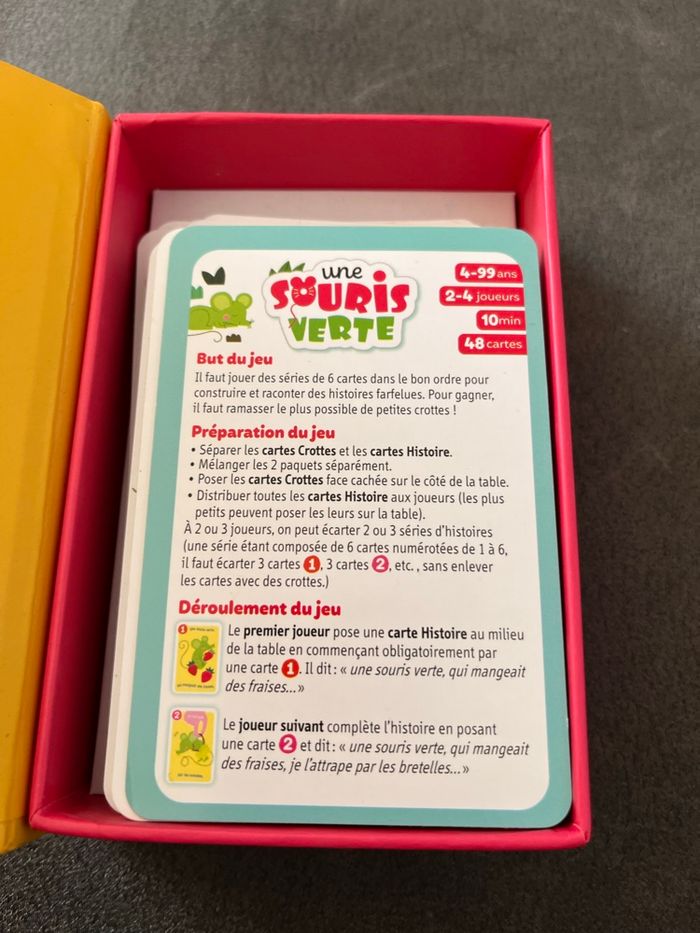 une
SOURIS
VERTE
4-99 ans
2-4 joueurs
10min
48 cartes
But du jeu
Il faut jouer des séries de 6 cartes dans le bon ordre pour
construire et raconter des histoires farfelues. Pour gagner,
il faut ramasser le plus possible de petites crottes !
Préparation du jeu
• Séparer les cartes Crottes et les cartes Histoire.
• Mélanger les 2 paquets séparément.
• Poser les cartes Crottes face cachée sur le côté de la table.
• Distribuer toutes les cartes Histoire aux joueurs (les plus
petits peuvent poser les leurs sur la table).
À 2 ou 3 joueurs, on peut écarter 2 ou 3 séries d'histoires
(une série étant composée de 6 cartes numérotées de 1 à 6,
il faut écarter 3 cartes 1, 3 cartes 2, etc., sans enlever
les cartes avec des crottes.)
Déroulement du jeu
1
Le premier joueur pose une carte Histoire au milieu
de la table en commençant obligatoirement par
une carte 1. Il dit : « une souris verte, qui mangeait
des fraises... »
2
Le joueur suivant complète l'histoire en posant
une carte 2 et dit : « une souris verte, qui mangeait
des fraises, je l'attrape par les bretelles... »